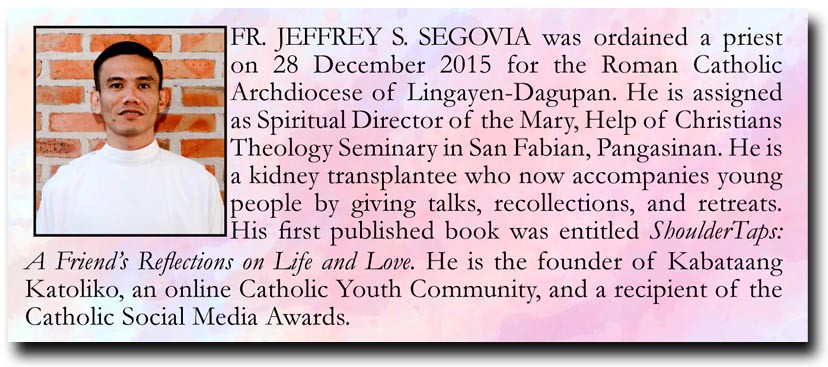 FR. JEFFREY S. SEGOVIA was ordained a priest
on 28 December 2015 for the Roman Catholic
Archdiocese of Lingayen-Dagupan. He is assigned
as Spiritual Director of the Mary, Help of Christians
Theology Seminary in San Fabian, Pangasinan. He is
a kidney transplantee who now accompanies young
people by giving talks, recollections, and retreats.
His first published book was entitled ShoulderTaps:
A Friend's Reflections on Life and Love. He is the founder of Kabataang
Katoliko, an online Catholic Youth Community, and a recipient of the
Catholic Social Media Awards.